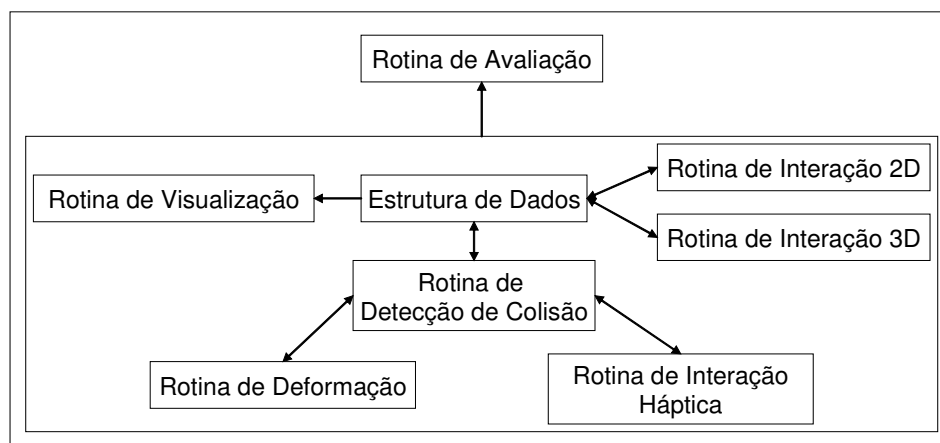 Rotina de Avaliação
Rotina de Visualização
Estrutura de Dados
Rotina de Interação 2D
Rotina de Interação 3D
Rotina de
Detecção de Colisão
Rotina de Deformação
Rotina de Interação
Háptica